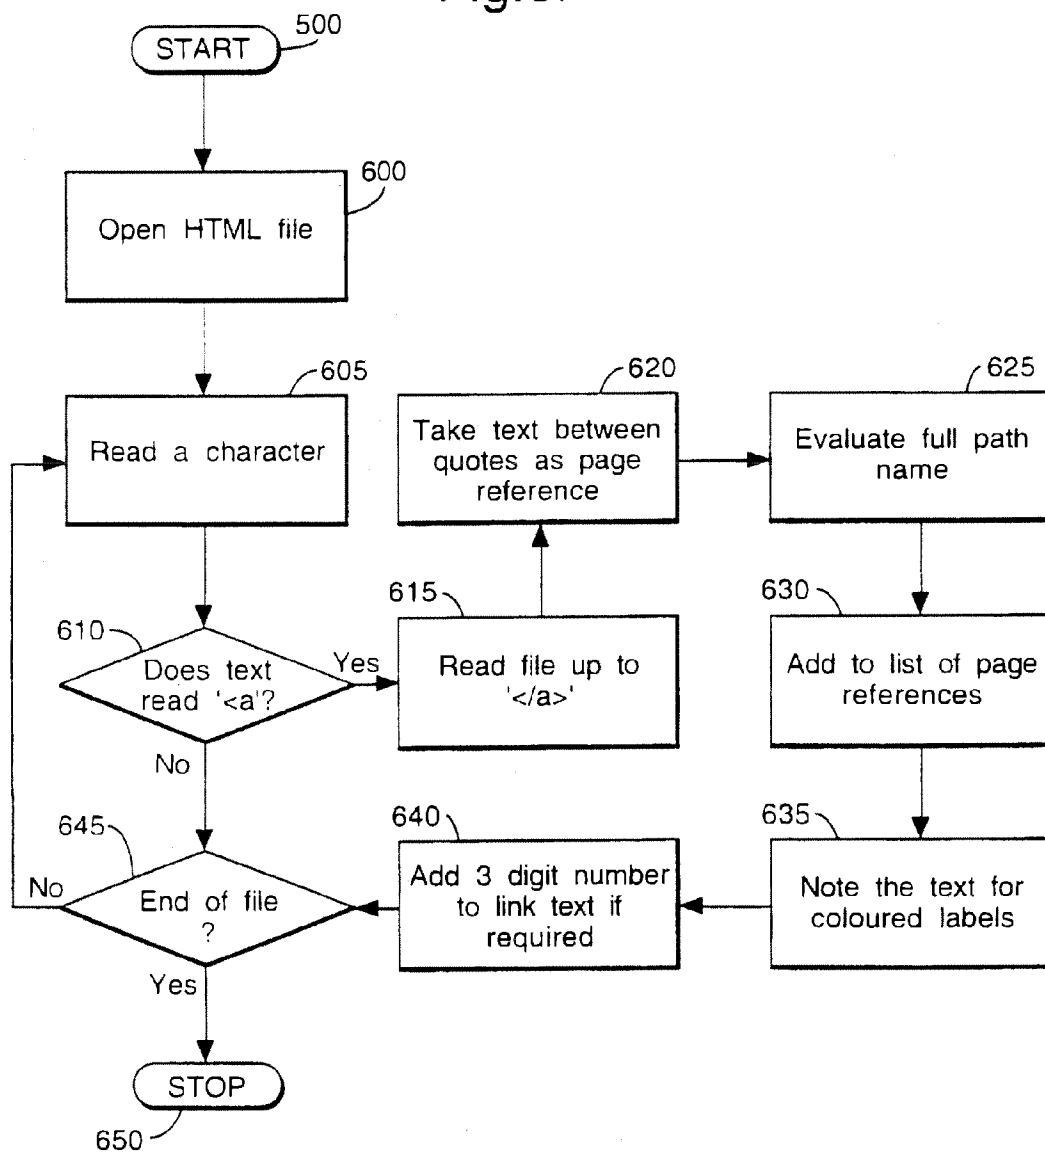 START
500
600
Open HTML file
605
Read a character
620
Take text between
quotes as page
reference
625
Evaluate full path
name
610
Does text
read '<a'?
Yes
No
615
Read file up to
'</a>'
630
Add to list of page
references
645
End of file
?
No
Yes
640
Add 3 digit number
to link text if
required
635
Note the text for
coloured labels
STOP
650